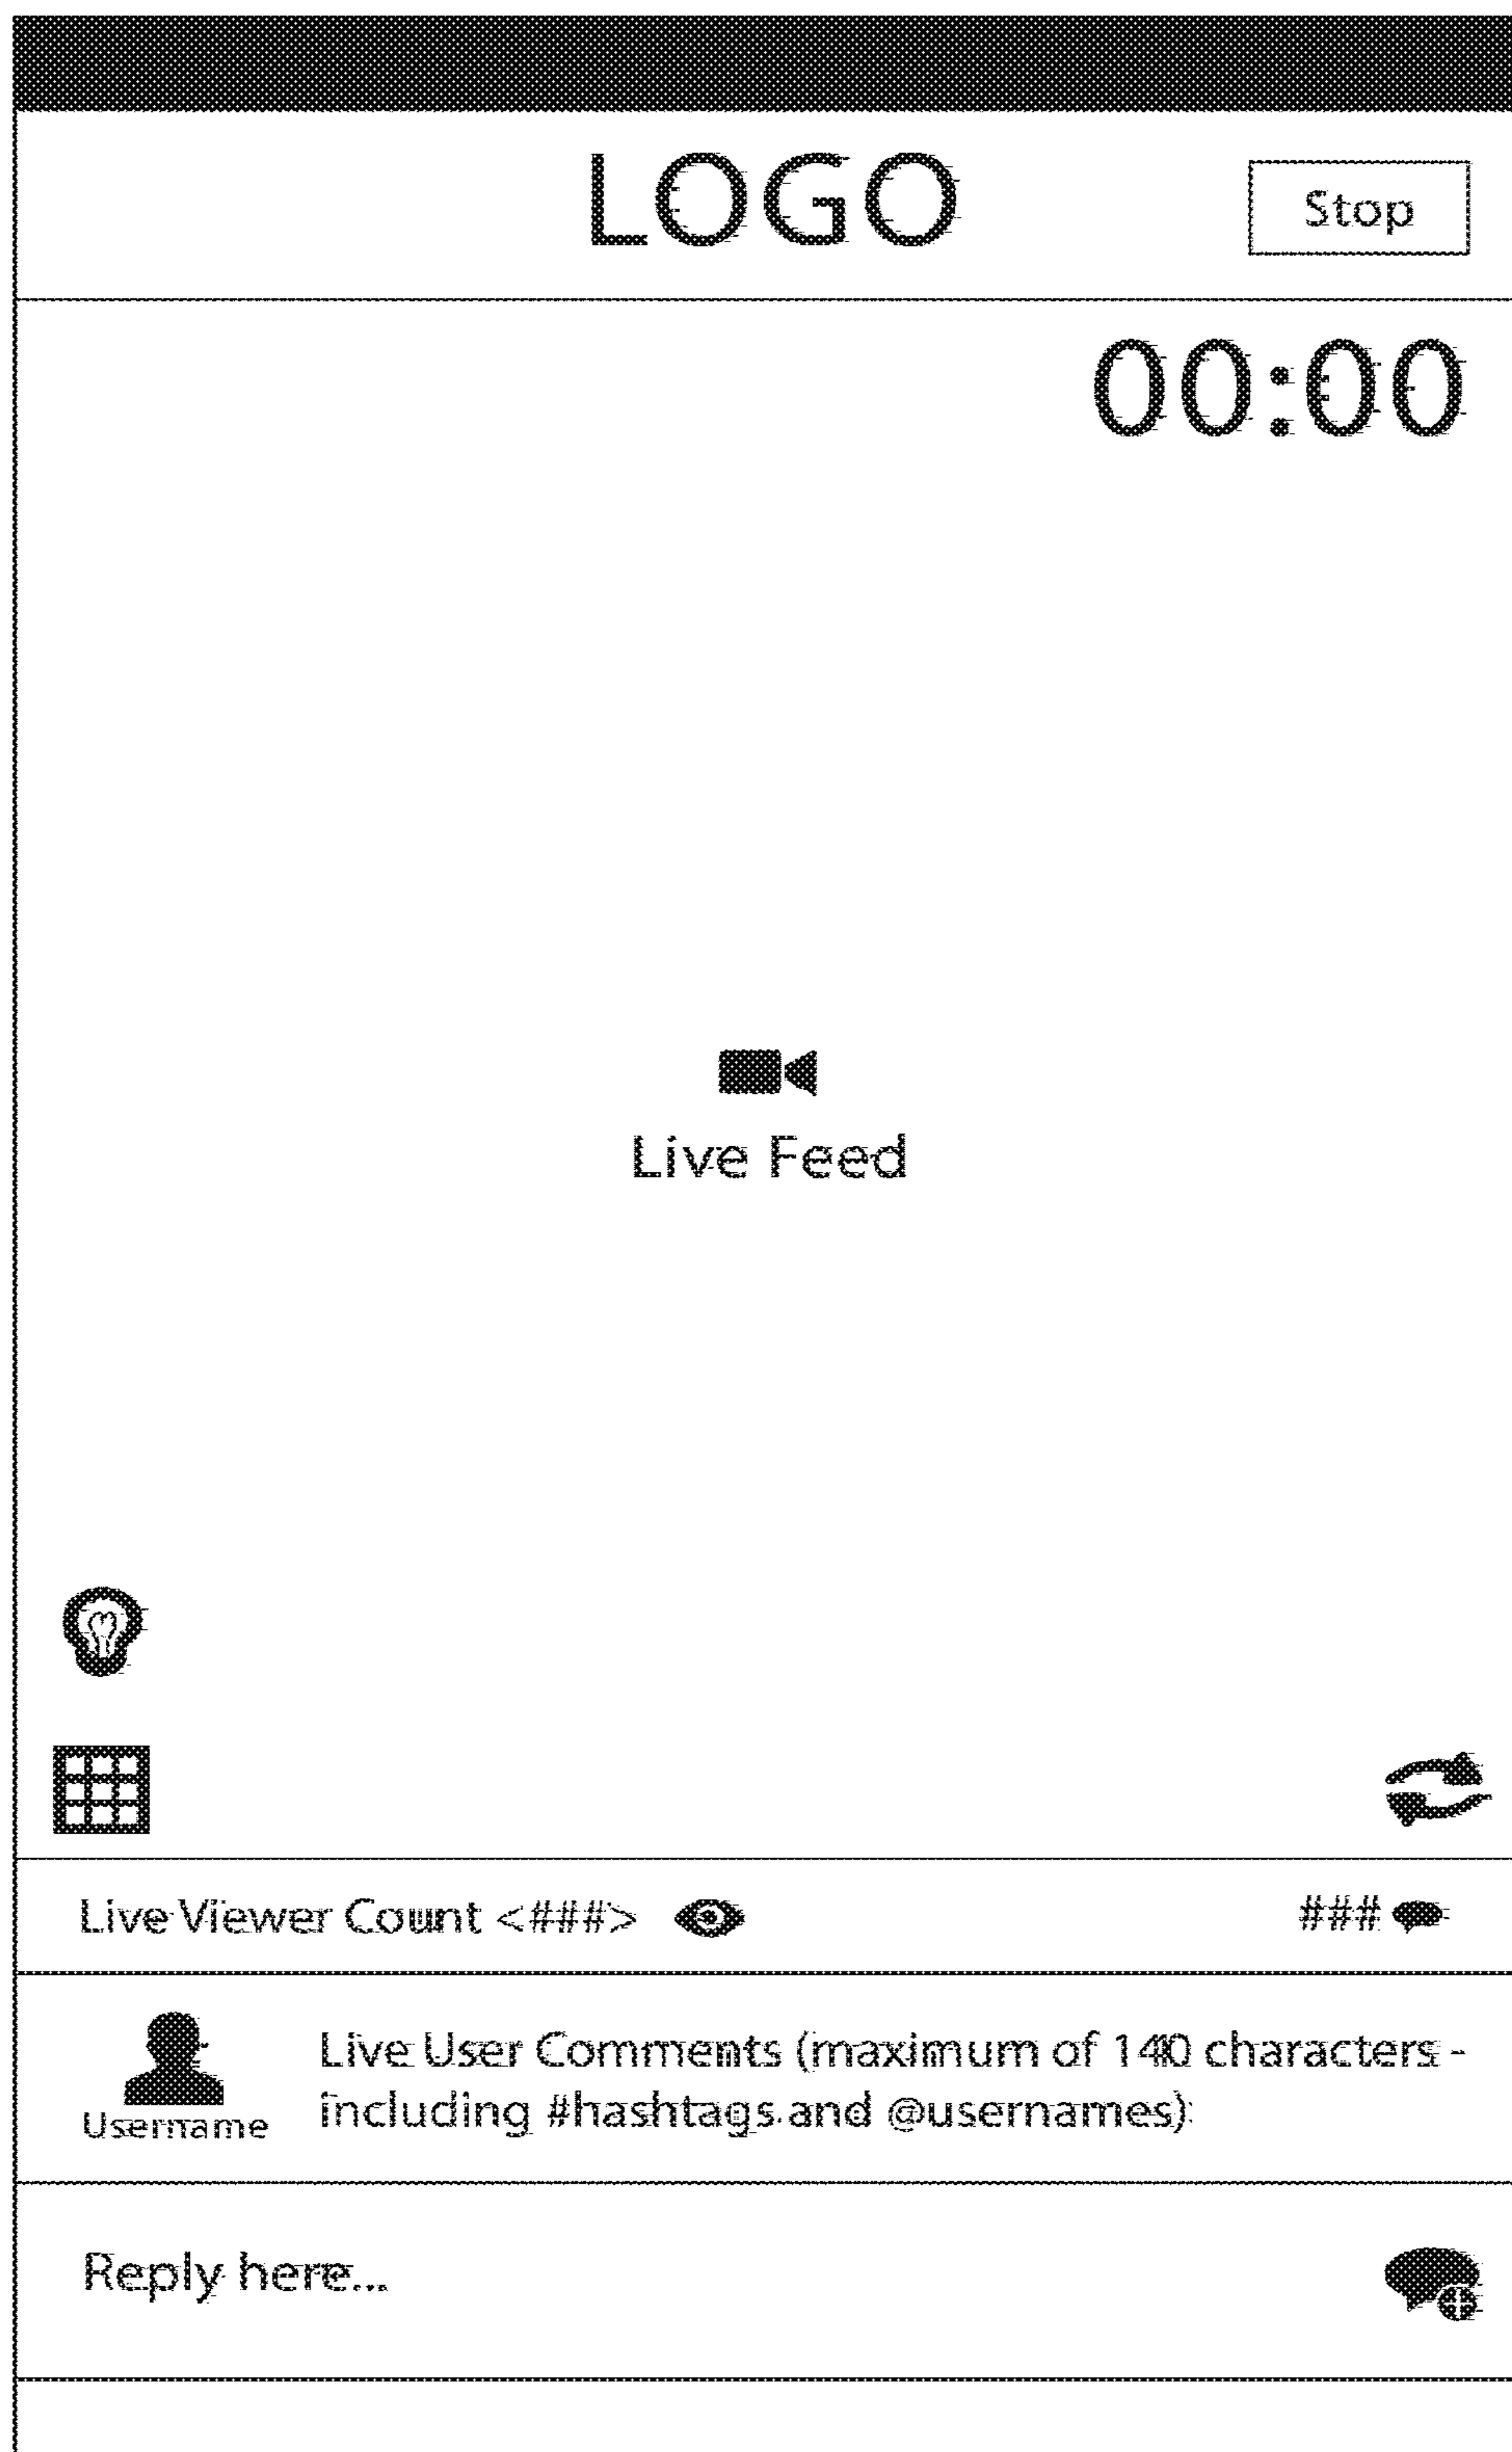 LOGO
Stop
00:00
Live Feed
Live Viewer Count <###>
###
Live User Comments (maximum of 140 characters -
including #hashtags and @usernames)
Username
Reply here...